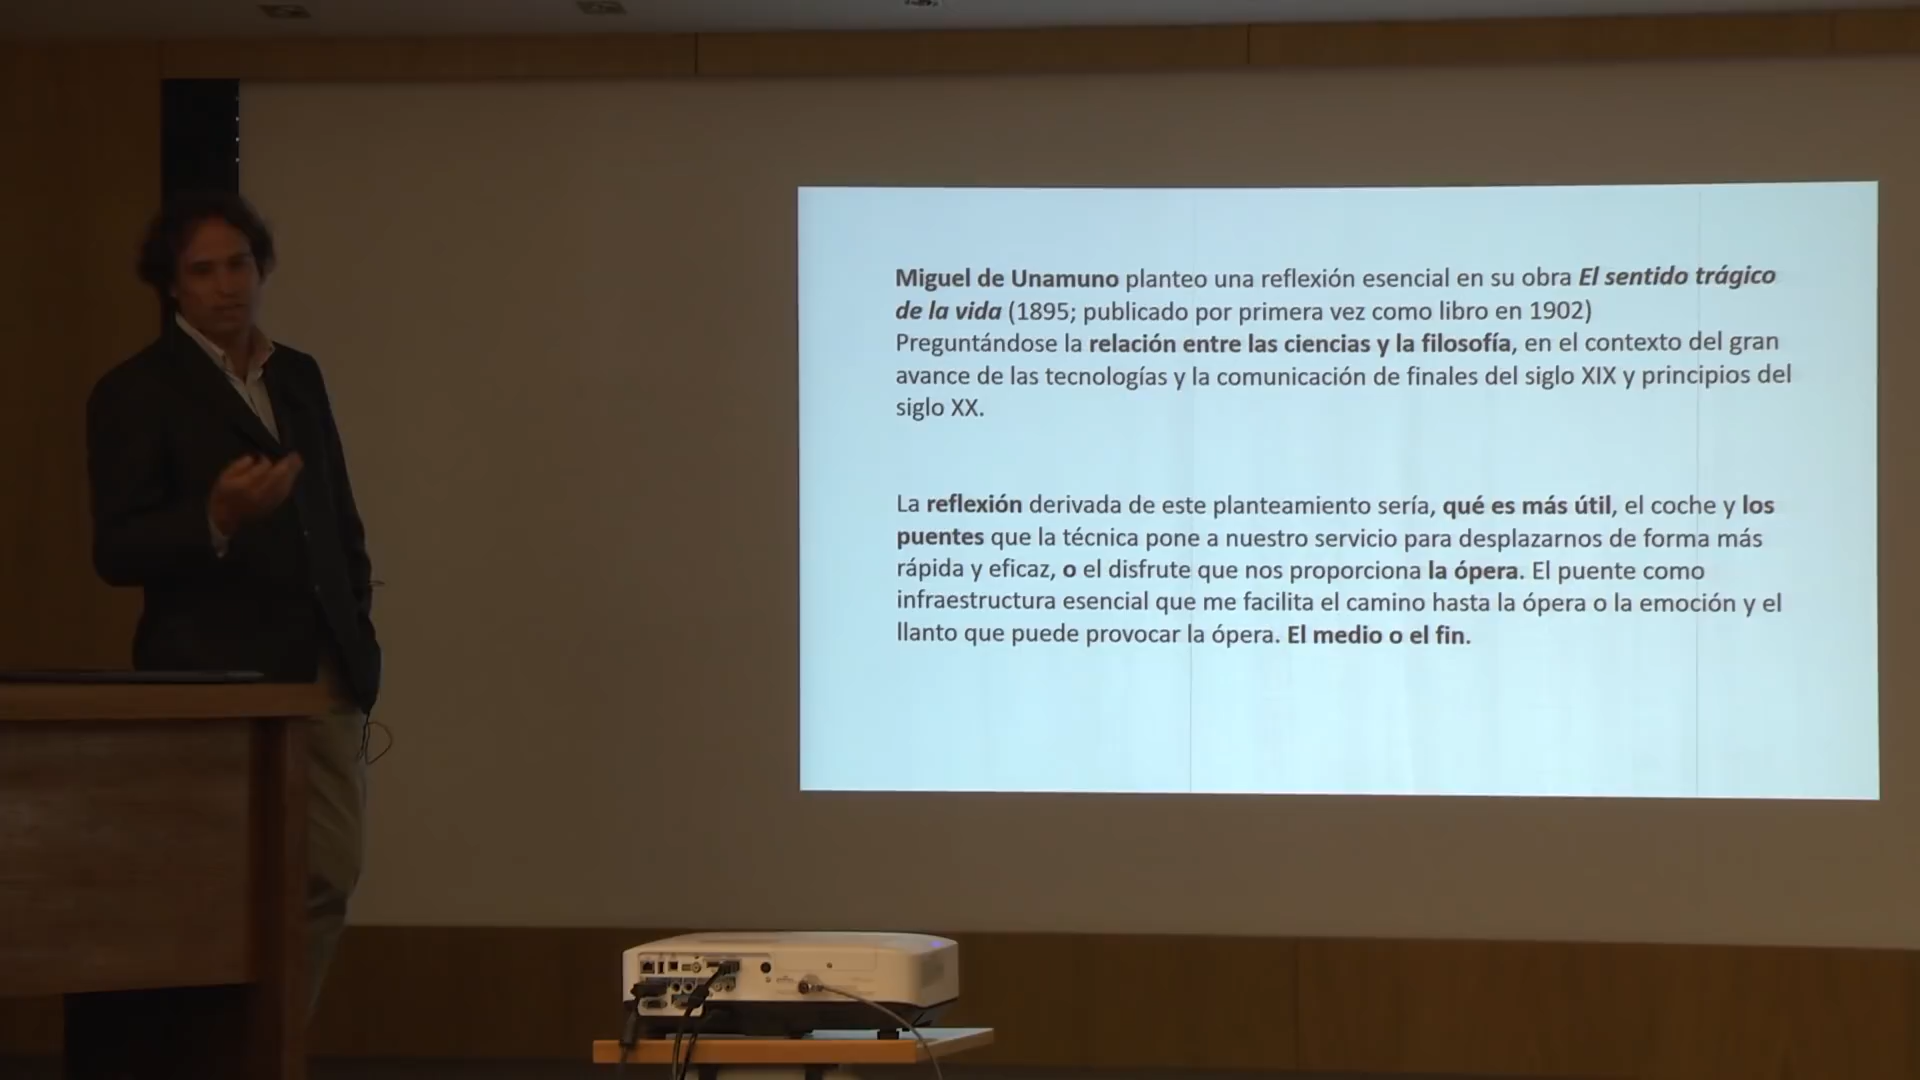 Miguel de Unamuno planteo una reflexión esencial en su obra El sentido trágico
de la vida (1895; publicado por primera vez como libro en 1902)
Preguntándose la relación entre las ciencias y la filosofía, en el contexto del gran
avance de las tecnologías y la comunicación de finales del siglo XIX y principios del
siglo XX.
La reflexión derivada de este planteamiento sería, qué es más útil, el coche y los
puentes que la técnica pone a nuestro servicio para desplazarnos de forma más
rápida y eficaz, o el disfrute que nos proporciona la ópera. El puente como
infraestructura esencial que me facilita el camino hasta la ópera o la emoción y el
llanto que puede provocar la ópera. El medio o el fin.